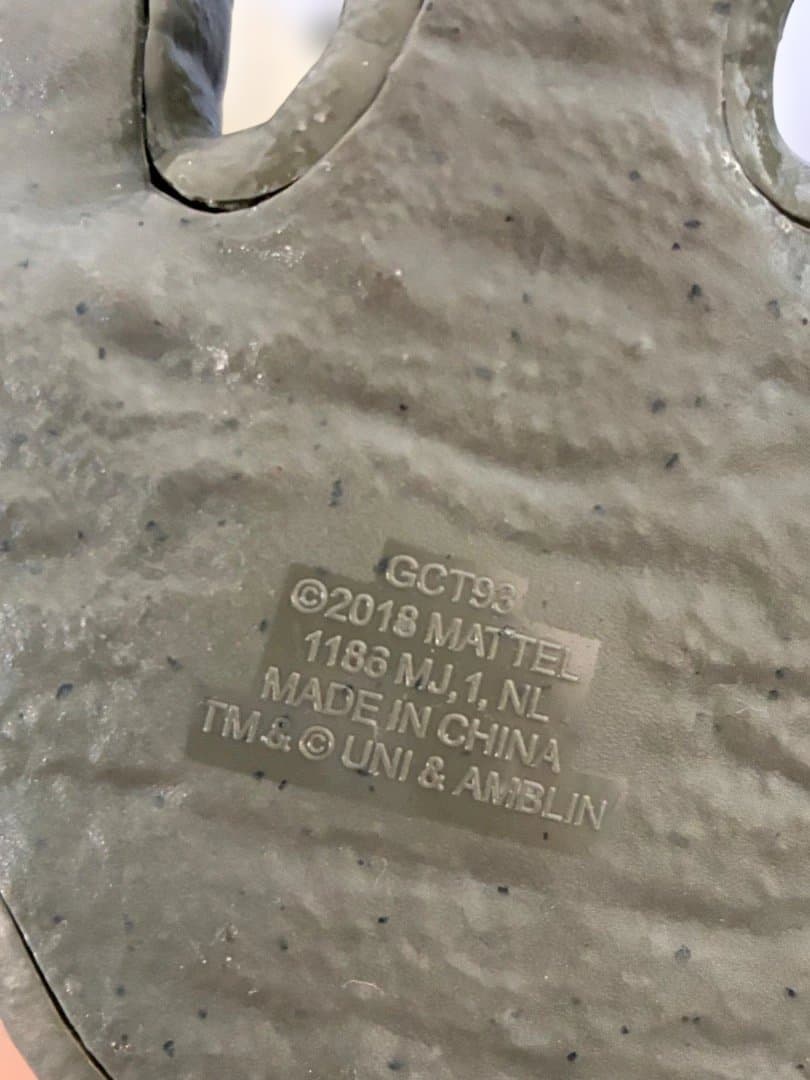 GCT93
©2018 MATTEL
1186 MJ,1, NL
MADE IN CHINA
TM & © UNI & AMBLIN